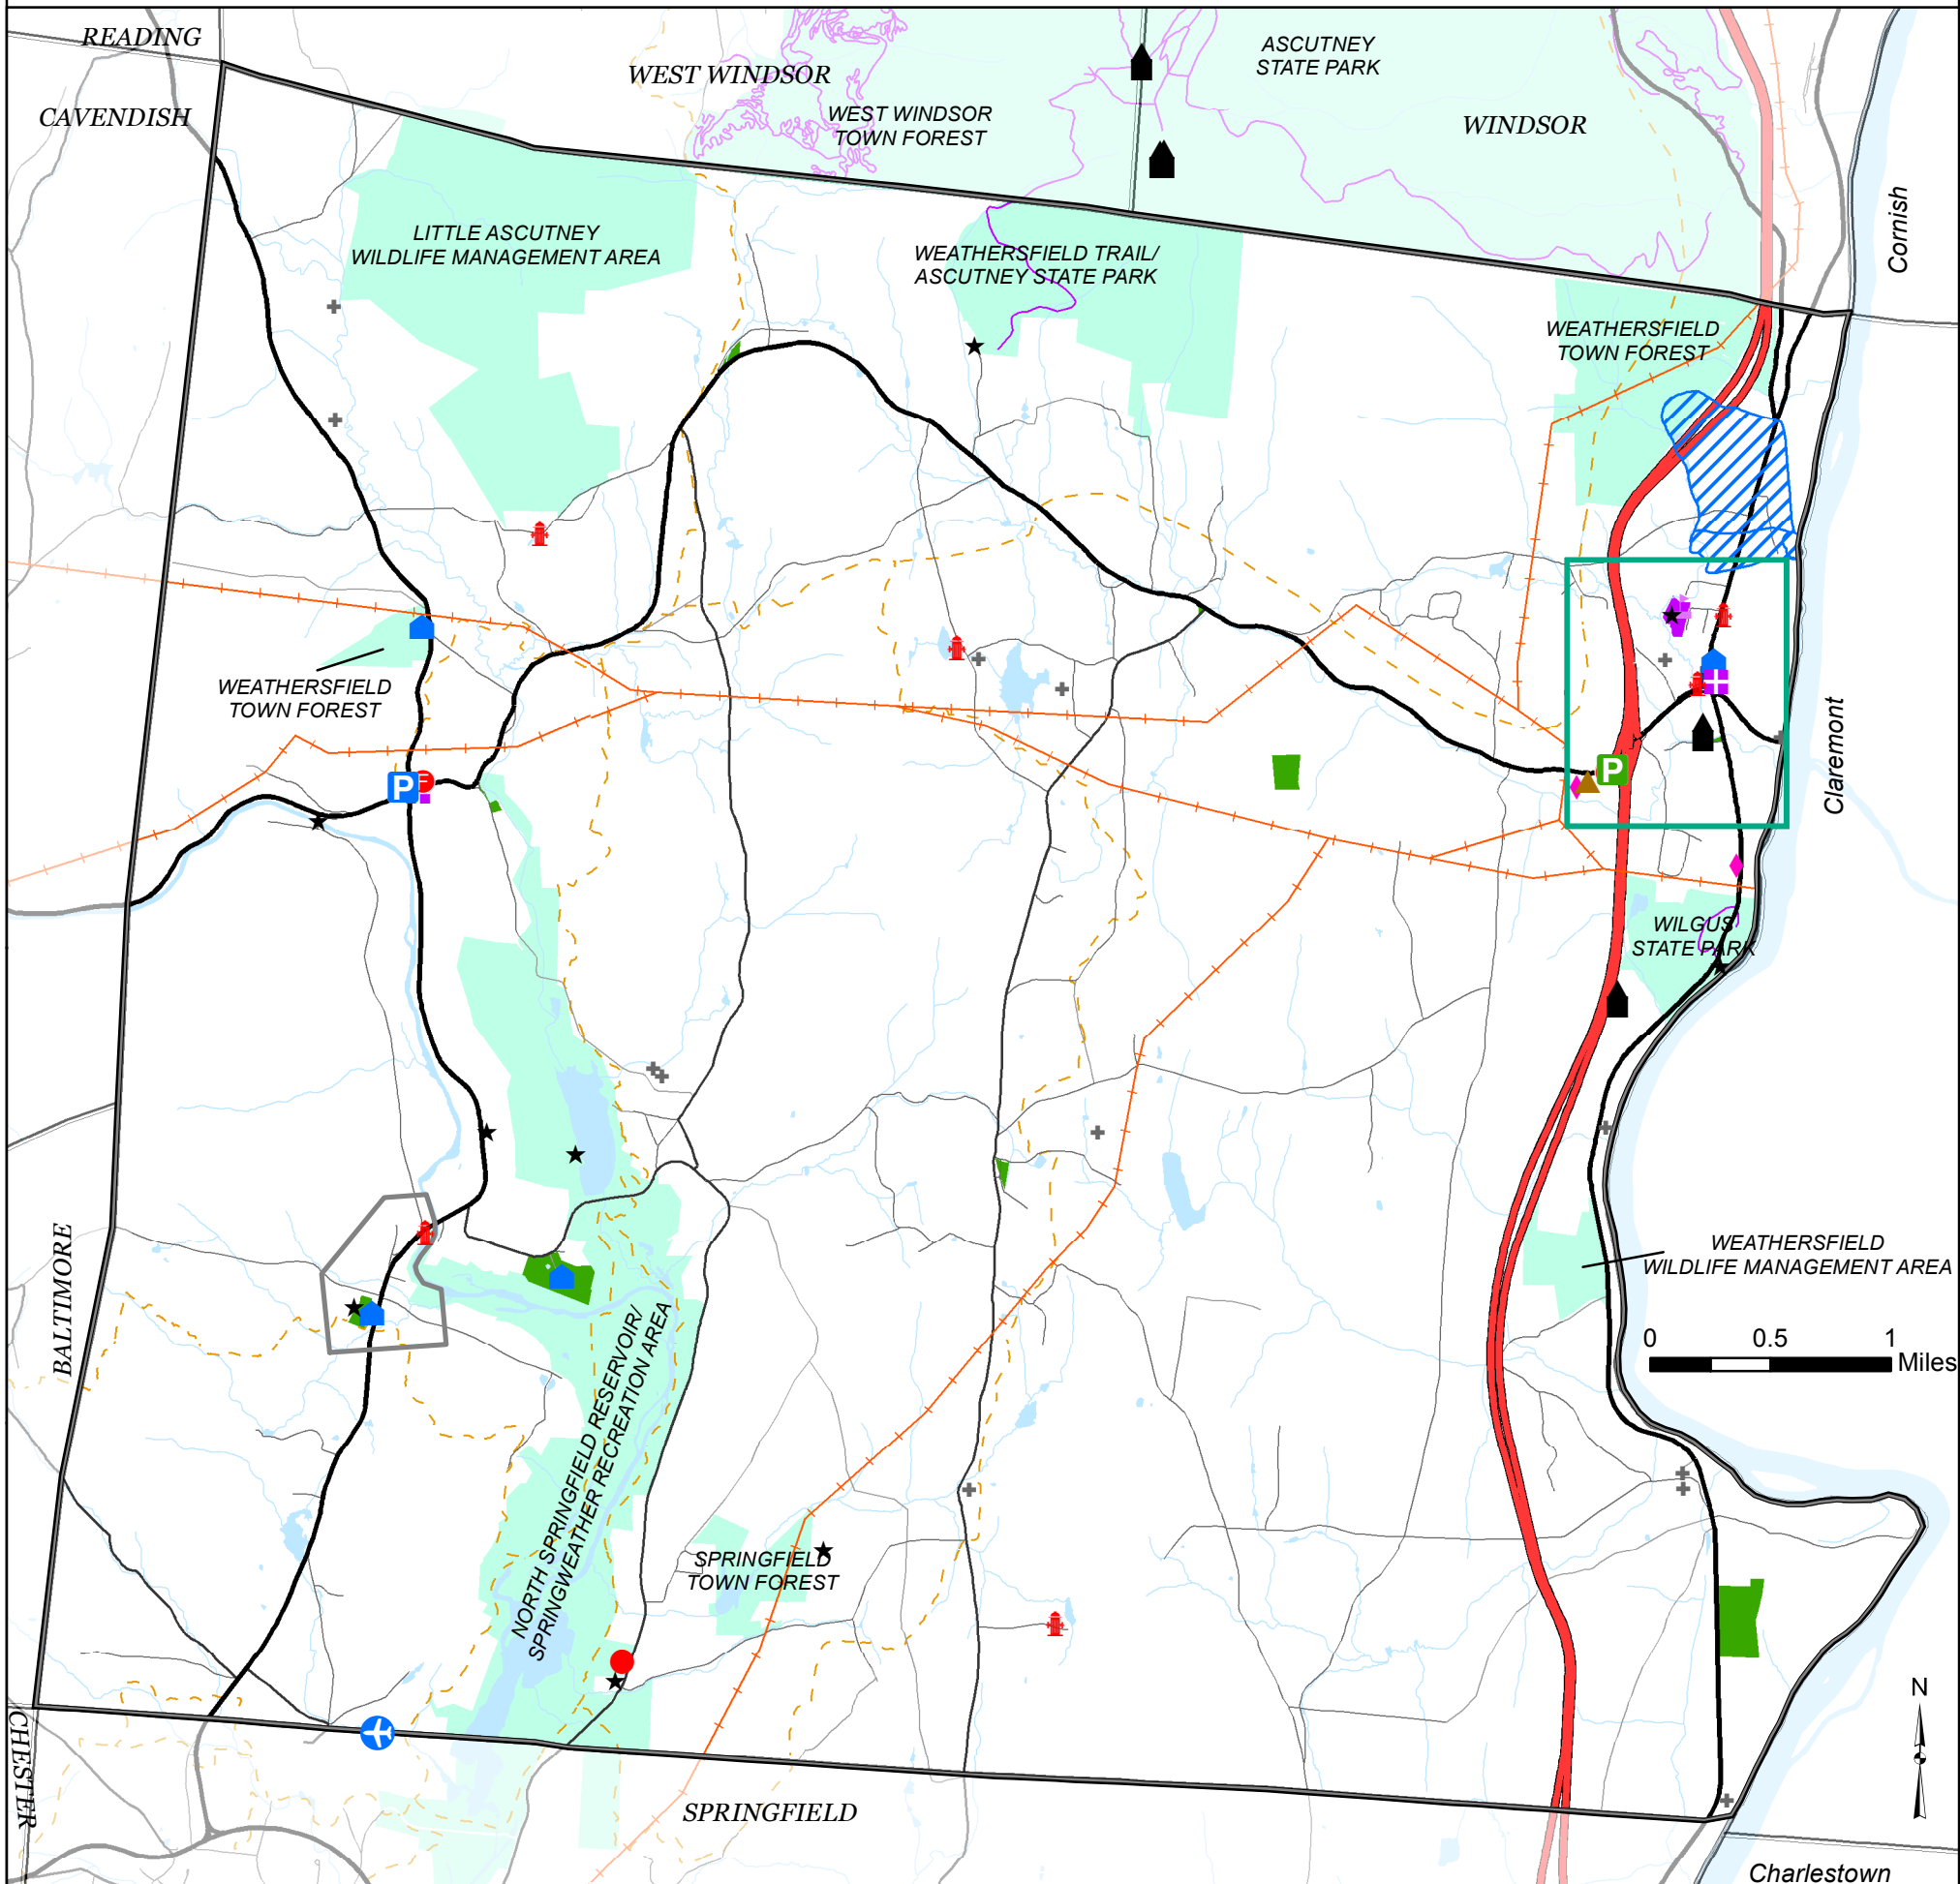 READING
ASCUTNEY
STATE PARK
WEST WINDSOR
CAVENDISH
WEST WINDSOR
TOWN FOREST
WINDSOR
Cornish
LITTLE ASCUTNEY
WILDLIFE MANAGEMENT AREA
WEATHERSFIELD TRAIL/
ASCUTNEY STATE PARK
WEATHERSFIELD
TOWN FOREST
WEATHERSFIELD
TOWN FOREST
Claremont
P
F
P
WILGUS
STATE PARK
BALTIMORE
WEATHERSFIELD
WILDLIFE MANAGEMENT AREA
0 0.5 1
Miles
NORTH SPRINGFIELD RESERVOIR/
SPRINGWEATHER RECREATION AREA
SPRINGFIELD
TOWN FOREST
N
CHESTER
SPRINGFIELD
Charlestown